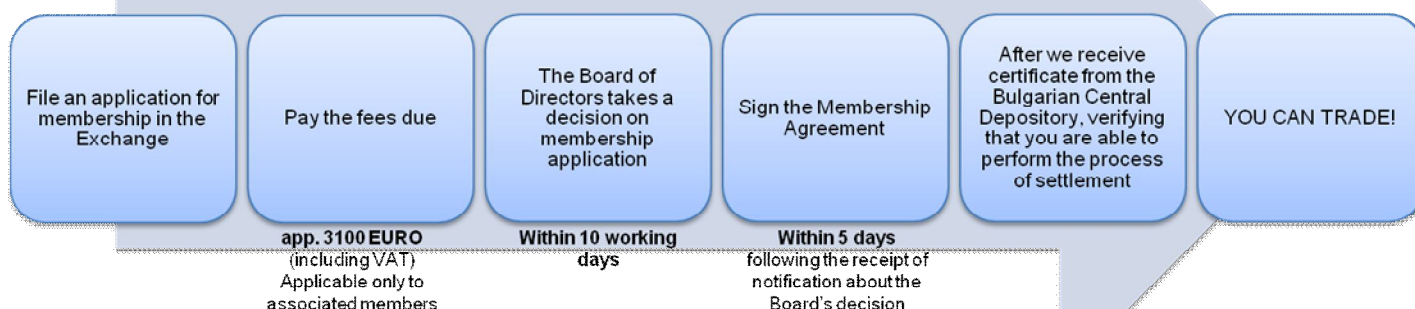 File an application for
membership in the
Exchange
Pay the fees due
app. 3100 EURO
(including VAT)
Applicable only to
associated members
The Board of
Directors takes a
decision on
membership
application
Within 10 working
days
Sign the Membership
Agreement
Within 5 days
following the receipt of
notification about the
Board's decision
After we receive
certificate from the
Bulgarian Central
Depository, verifying
that you are able to
perform the process
of settlement
YOU CAN TRADE!